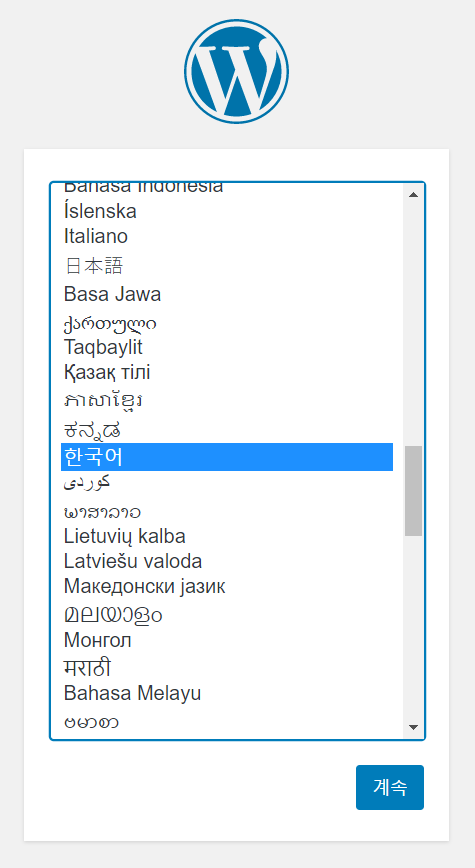 Bahasa Indonesia
Íslenska
Italiano
日本語
Basa Jawa
ქართული
Taqbaylit
Қазақ тілі
ភាសាខ្មែរ
ಕನ್ನಡ
한국어
كوردی
ພາສາລາວ
Lietuvių kalba
Latviešu valoda
Македонски јазик
മലയാളം
Монгол
मराठी
Bahasa Melayu
ဗမာစာ
계속